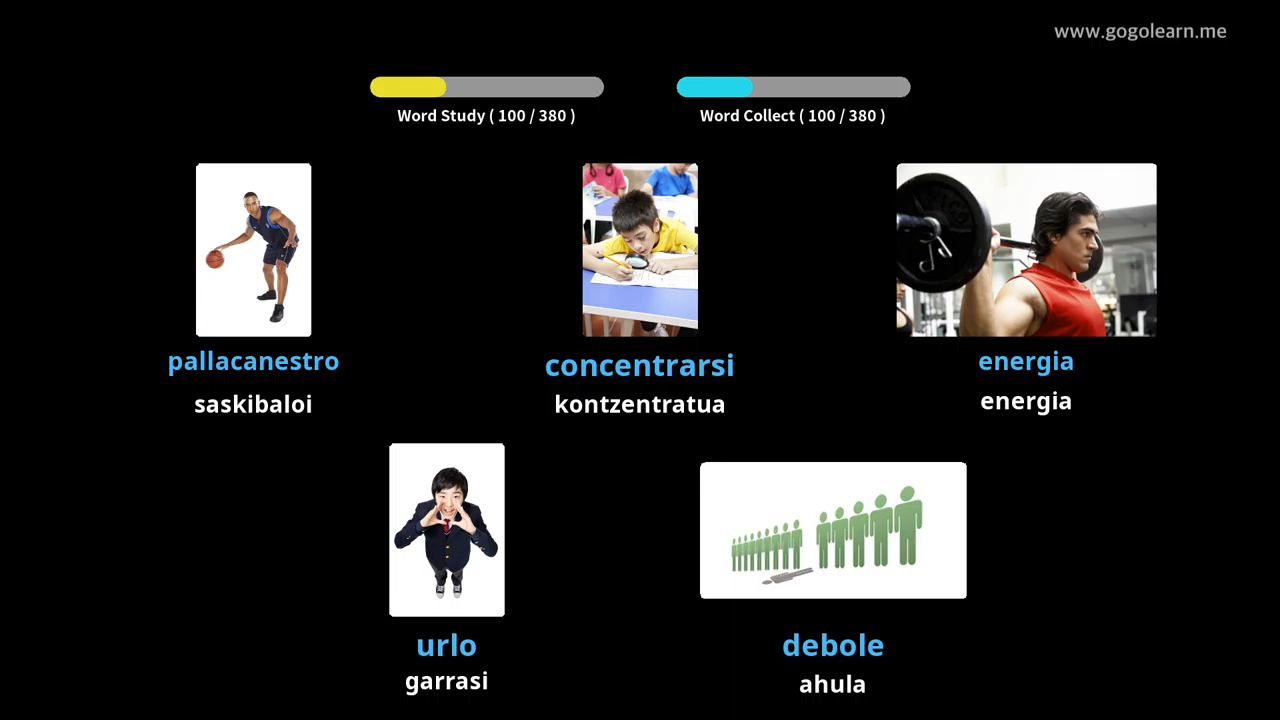 www.gogolearn.me
Word Study ( 100 / 380 )
Word Collect ( 100 / 380 )
pallacanestro
saskibaloi
concentrarsi
kontzentratua
energia
energia
urlo
garrasi
debole
ahula